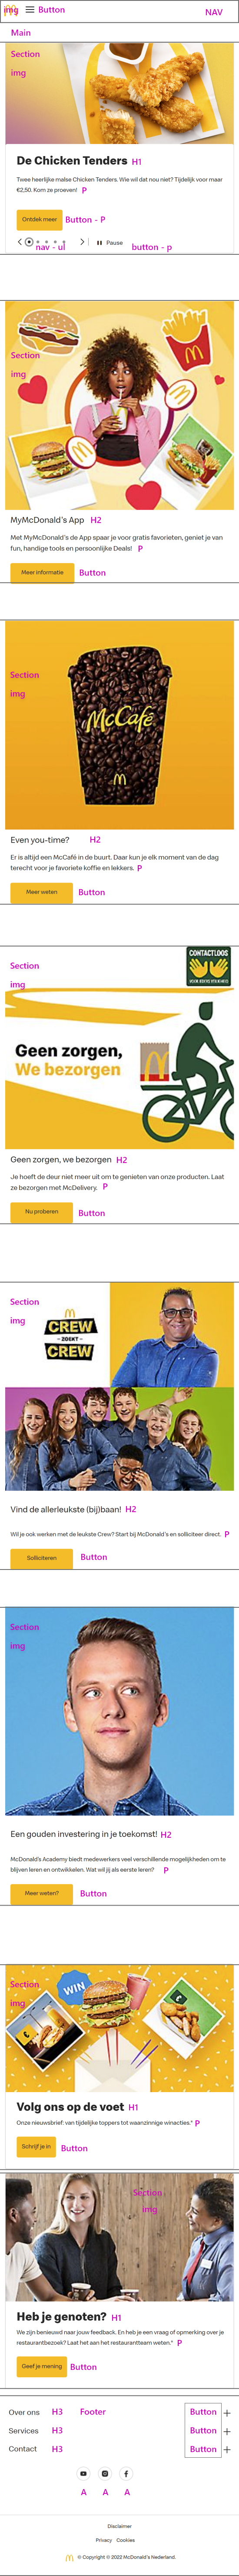 img Button NAV
Main
Section
img
De Chicken Tenders H1
Twee heerlijke malse Chicken Tenders. Wie wil dat nou niet? Tijdelijk voor maar
€2,50. Kom ze proeven! P
Ontdek meer Button - P
Pause
nav - ul button - p
Section
img
MyMcDonald's App H2
Met MyMcDonald's de App spaar je voor gratis favorieten, geniet je van
fun, handige tools en persoonlijke Deals! P
Meer informatie Button
Section
img
McCafé
Even you-time? H2
Er is altijd een McCafé in de buurt. Daar kun je elk moment van de dag
terecht voor je favoriete koffie en lekkers. P
Meer weten Button
Section
img
CONTACTLOOS
Geen zorgen,
We bezorgen
Geen zorgen, we bezorgen H2
Je hoeft de deur niet meer uit om te genieten van onze producten. Laat
ze bezorgen met McDelivery. P
Nu proberen Button
Section
img
CREW
ZOEKT
CREW
Vind de allerleukste (bij)baan! H2
Wil je ook werken met de leukste Crew? Start bij McDonald's en solliciteer direct. P
Solliciteren Button
Section
img
Een gouden investering in je toekomst! H2
McDonald's Academy biedt medewerkers veel verschillende mogelijkheden om te
blijven leren en ontwikkelen. Wat wil jij als eerste leren? P
Meer weten? Button
Section
img
WIN
Volg ons op de voet H1
Onze nieuwsbrief: van tijdelijke toppers tot waanzinnige winacties.* P
Schrijf je in Button
Section
img
Heb je genoten? H1
We zijn benieuwd naar jouw feedback. En heb je een vraag of opmerking over je
restaurantbezoek? Laat het aan het restaurantteam weten.* P
Geef je mening Button
Over ons H3 Footer Button
Services H3 Button
Contact H3 Button
A A A
Disclaimer
Privacy Cookies
© Copyright © 2022 McDonald's Nederland.